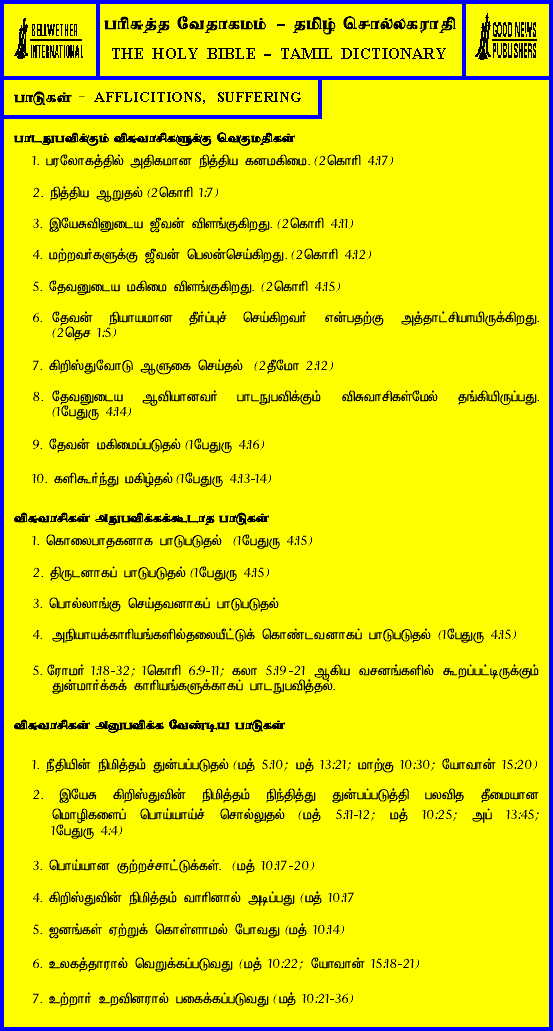 BELLWETHER
INTERNATIONAL
பரிசுத்த வேதாகமம் – தமிழ் சொல்லகராதி
THE HOLY BIBLE – TAMIL DICTIONARY
GOOD NEWS
PUBLISHERS
பாடுகள் – AFFLICITIONS, SUFFERING
பாடநுபவிக்கும் விசுவாசிகளுக்கு வெகுமதிகள்
1. பரலோகத்தில் அதிகமான நித்திய கனமகிமை. (2கொரி 4:17)
2. நித்திய ஆறுதல் (2கொரி 1:7)
3. இயேசுவினுடைய ஜீவன் விளங்குகிறது. (2கொரி 4:11)
4. மற்றவர்களுக்கு ஜீவன் பெலன்செய்கிறது. (2கொரி 4:12)
5. தேவனுடைய மகிமை விளங்குகிறது. (2கொரி 4:15)
6. தேவன் நியாயமான தீர்ப்புச் செய்கிறவர் என்பதற்கு அத்தாட்சியாயிருக்கிறது.
(2தெச 1:5)
7. கிறிஸ்துவோடு ஆளுகை செய்தல் (2தீமோ 2:12)
8. தேவனுடைய ஆவியானவர் பாடநுபவிக்கும் விசுவாசிகள்மேல் தங்கியிருப்பது.
(1பேதுரு 4:14)
9. தேவன் மகிமைப்படுதல் (1பேதுரு 4:16)
10. களிகூர்ந்து மகிழ்தல் (1பேதுரு 4:13-14)
விசுவாசிகள் அநுபவிக்கக்கூடாத பாடுகள்
1. கொலைபாதகனாக பாடுபடுதல் (1பேதுரு 4:15)
2. திருடனாகப் பாடுபடுதல் (1பேதுரு 4:15)
3. பொல்லாங்கு செய்தவனாகப் பாடுபடுதல்
4. அநியாயக்காரியங்களில்தலையீட்டுக் கொண்டவனாகப் பாடுபடுதல் (1பேதுரு 4:15)
5. ரோமர் 1:18-32; 1கொரி 6:9-11; கலா 5:19-21 ஆகிய வசனங்களில் கூறப்பட்டிருக்கும்
துன்மார்க்கக் காரியங்களுக்காகப் பாடநுபவித்தல்.
விசுவாசிகள் அனுபவிக்க வேண்டிய பாடுகள்
1. நீதியின் நிமித்தம் துன்பப்படுதல் (மத் 5:10; மத் 13:21; மாற்கு 10:30; யோவான் 15:20)
2. இயேசு கிறிஸ்துவின் நிமித்தம் நிந்தித்து துன்பப்படுத்தி பலவித தீமையான
மொழிகளைப் பொய்யாய்ச் சொல்லுதல் (மத் 5:11-12; மத் 10:25; அப் 13:45;
1பேதுரு 4:4)
3. பொய்யான குற்றச்சாட்டுக்கள். (மத் 10:17-20)
4. கிறிஸ்துவின் நிமித்தம் வாரினால் அடிப்பது (மத் 10:17
5. ஜனங்கள் ஏற்றுக் கொள்ளாமல் போவது (மத் 10:14)
6. உலகத்தாரால் வெறுக்கப்படுவது (மத் 10:22; யோவான் 15:18-21)
7. உற்றார் உறவினரால் பகைக்கப்படுவது (மத் 10:21-36)